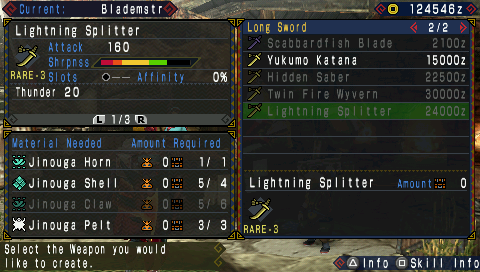 Current: Blademstr
124546z
Lightning Splitter
Attack 160
Shrpnss
Slots Affinity 0%
RARE-3
Thunder 20
L 1/3 R
Material Needed Amount Required
Jinouga Horn 0 1/ 1
Jinouga Shell 0 5/ 4
Jinouga Claw 0 5/ 6
Jinouga Pelt 0 3/ 3
Select the Weapon you would
like to create.
Long Sword 2/2
Scabbardfish Blade 2100z
Yukumo Katana 15000z
Hidden Saber 22500z
Twin Fire Wyvern 30000z
Lightning Splitter 24000z
Lightning Splitter Amount 0
RARE-3
Info Skill Info